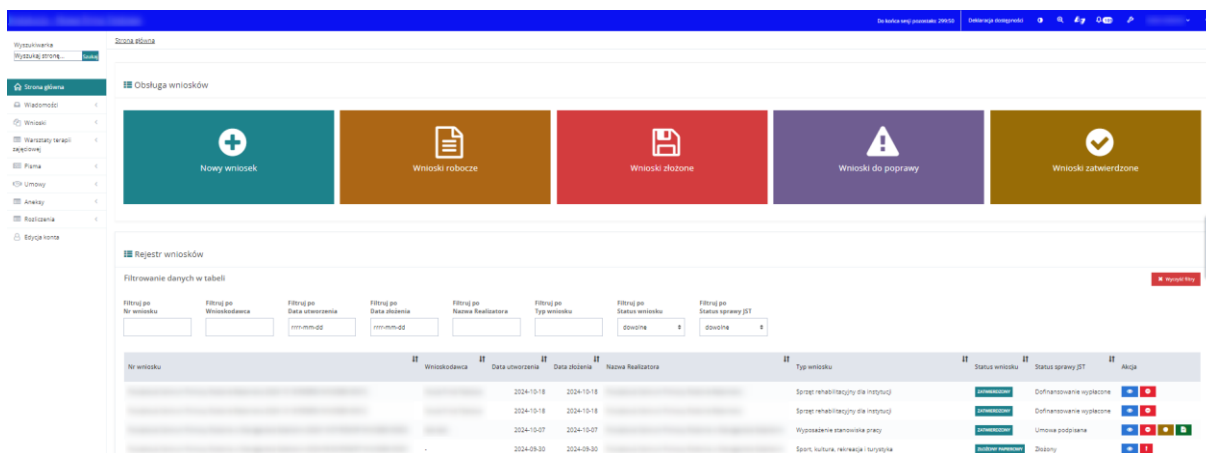 Do końca sesji pozostało: 299:50 Deklaracja dostępności
Wyszukiwarka
Wyszukaj stronę... Szukaj
Strona główna
Strona główna
Wiadomości
Wnioski
Warsztaty terapii
zajęciowej
Pisma
Umowy
Aneksy
Rozliczenia
Edycja konta
Obsługa wniosków
Nowy wniosek Wnioski robocze Wnioski złożone Wnioski do poprawy Wnioski zatwierdzone
Rejestr wniosków
Filtrowanie danych w tabeli Wyczyść filtry
Filtruj po Filtruj po Filtruj po Filtruj po Filtruj po Filtruj po Filtruj po Filtruj po
Nr wniosku Wnioskodawca Data utworzenia Data złożenia Nazwa Realizatora Typ wniosku Status wniosku Status sprawy JST
rrrr-mm-dd rrrr-mm-dd dowolne dowolne
Nr wniosku Wnioskodawca Data utworzenia Data złożenia Nazwa Realizatora Typ wniosku Status wniosku Status sprawy JST Akcja
2024-10-18 2024-10-18 Sprzęt rehabilitacyjny dla instytucji ZATWIERDZONY Dofinansowanie wypłacone
2024-10-18 2024-10-18 Sprzęt rehabilitacyjny dla instytucji ZATWIERDZONY Dofinansowanie wypłacone
2024-10-07 2024-10-07 Wyposażenie stanowiska pracy ZATWIERDZONY Umowa podpisana
- 2024-09-30 2024-09-30 Sport, kultura, rekreacja i turystyka ZŁOŻONY PAPIEROWY Złożony